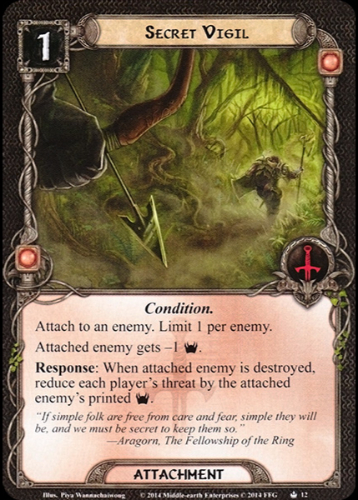 1
SECRET VIGIL
Condition.
Attach to an enemy. Limit 1 per enemy.
Attached enemy gets –1 .
Response: When attached enemy is destroyed,
reduce each player's threat by the attached
enemy's printed .
"If simple folk are free from care and fear, simple they
will be, and we must be secret to keep them so."
—Aragorn, The Fellowship of the Ring
ATTACHMENT
Illus. Piya Wannachaiwong © 2014 Middle-earth Enterprises © 2014 FFG 12